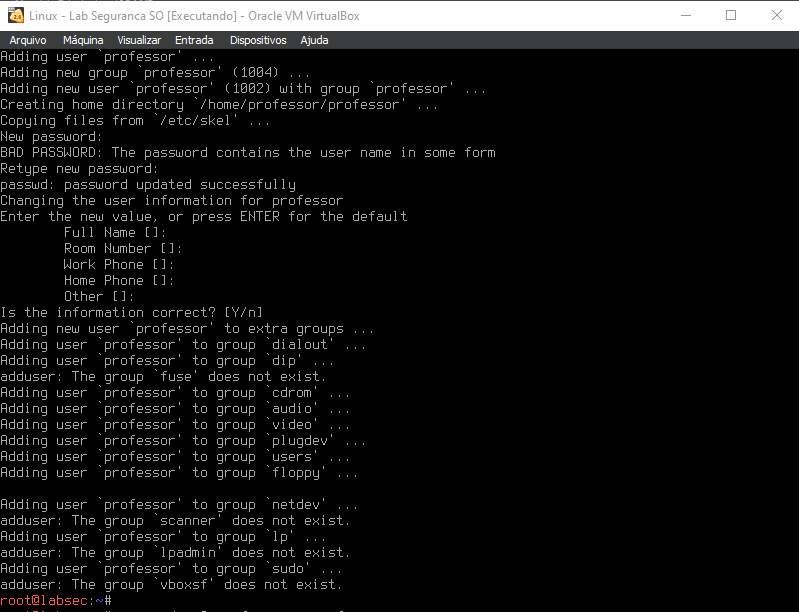 Linux - Lab Seguranca SO [Executando] - Oracle VM VirtualBox
Arquivo Máquina Visualizar Entrada Dispositivos Ajuda
Adding user `professor' ...
Adding new group `professor' (1004) ...
Adding new user `professor' (1002) with group `professor' ...
Creating home directory `/home/professor/professor' ...
Copying files from `/etc/skel' ...
New password:
BAD PASSWORD: The password contains the user name in some form
Retype new password:
passwd: password updated successfully
Changing the user information for professor
Enter the new value, or press ENTER for the default
Full Name []:
Room Number []:
Work Phone []:
Home Phone []:
Other []:
Is the information correct? [Y/n]
Adding new user `professor' to extra groups ...
Adding user `professor' to group `dialout' ...
Adding user `professor' to group `dip' ...
adduser: The group `fuse' does not exist.
Adding user `professor' to group `cdrom' ...
Adding user `professor' to group `audio' ...
Adding user `professor' to group `video' ...
Adding user `professor' to group `plugdev' ...
Adding user `professor' to group `users' ...
Adding user `professor' to group `floppy' ...
Adding user `professor' to group `netdev' ...
adduser: The group `scanner' does not exist.
Adding user `professor' to group `lp' ...
adduser: The group `lpadmin' does not exist.
Adding user `professor' to group `sudo' ...
adduser: The group `vboxsf' does not exist.
root@labsec:~#